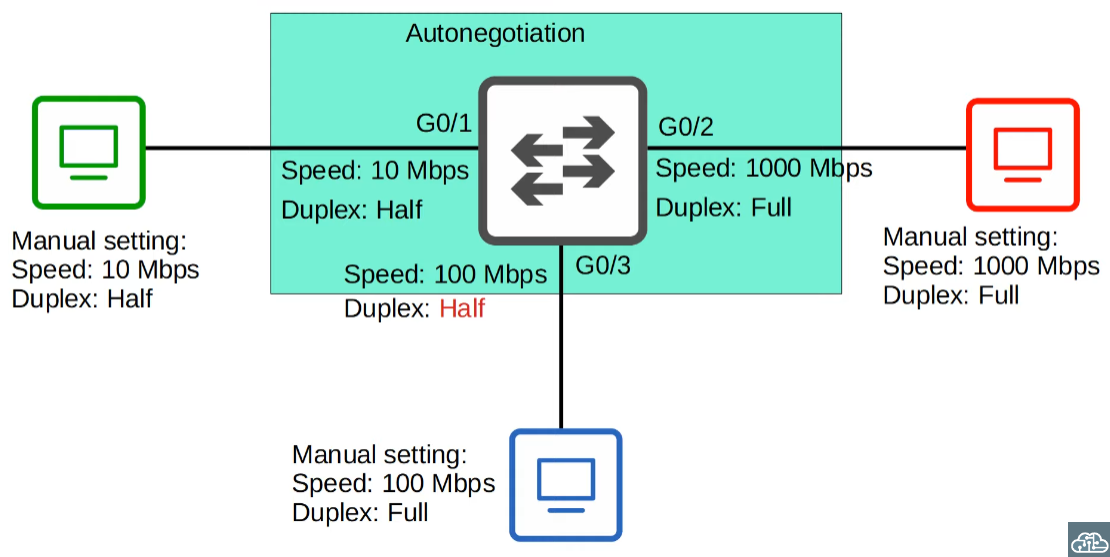 Autonegotiation
G0/1
G0/2
Speed: 10 Mbps
Duplex: Half
Speed: 1000 Mbps
Duplex: Full
Manual setting:
Speed: 10 Mbps
Duplex: Half
Manual setting:
Speed: 1000 Mbps
Duplex: Full
G0/3
Speed: 100 Mbps
Duplex: Half
Manual setting:
Speed: 100 Mbps
Duplex: Full